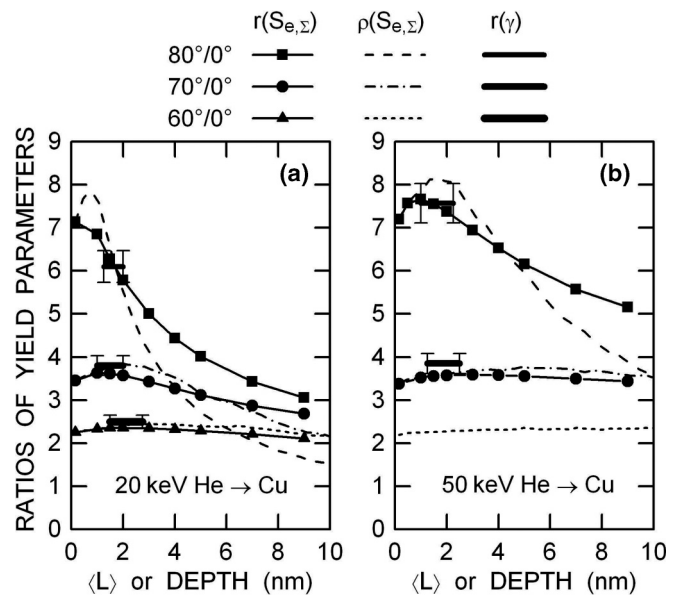 r(Se,Σ) ρ(Se,Σ) r(γ)
80°/0°
70°/0°
60°/0°
RATIOS OF YIELD PARAMETERS
9
8
7
6
5
4
3
2
1
0
(a)
20 keV He → Cu
0 2 4 6 8 10
⟨L⟩ or DEPTH (nm)
9
8
7
6
5
4
3
2
1
0
(b)
50 keV He → Cu
0 2 4 6 8 10
⟨L⟩ or DEPTH (nm)